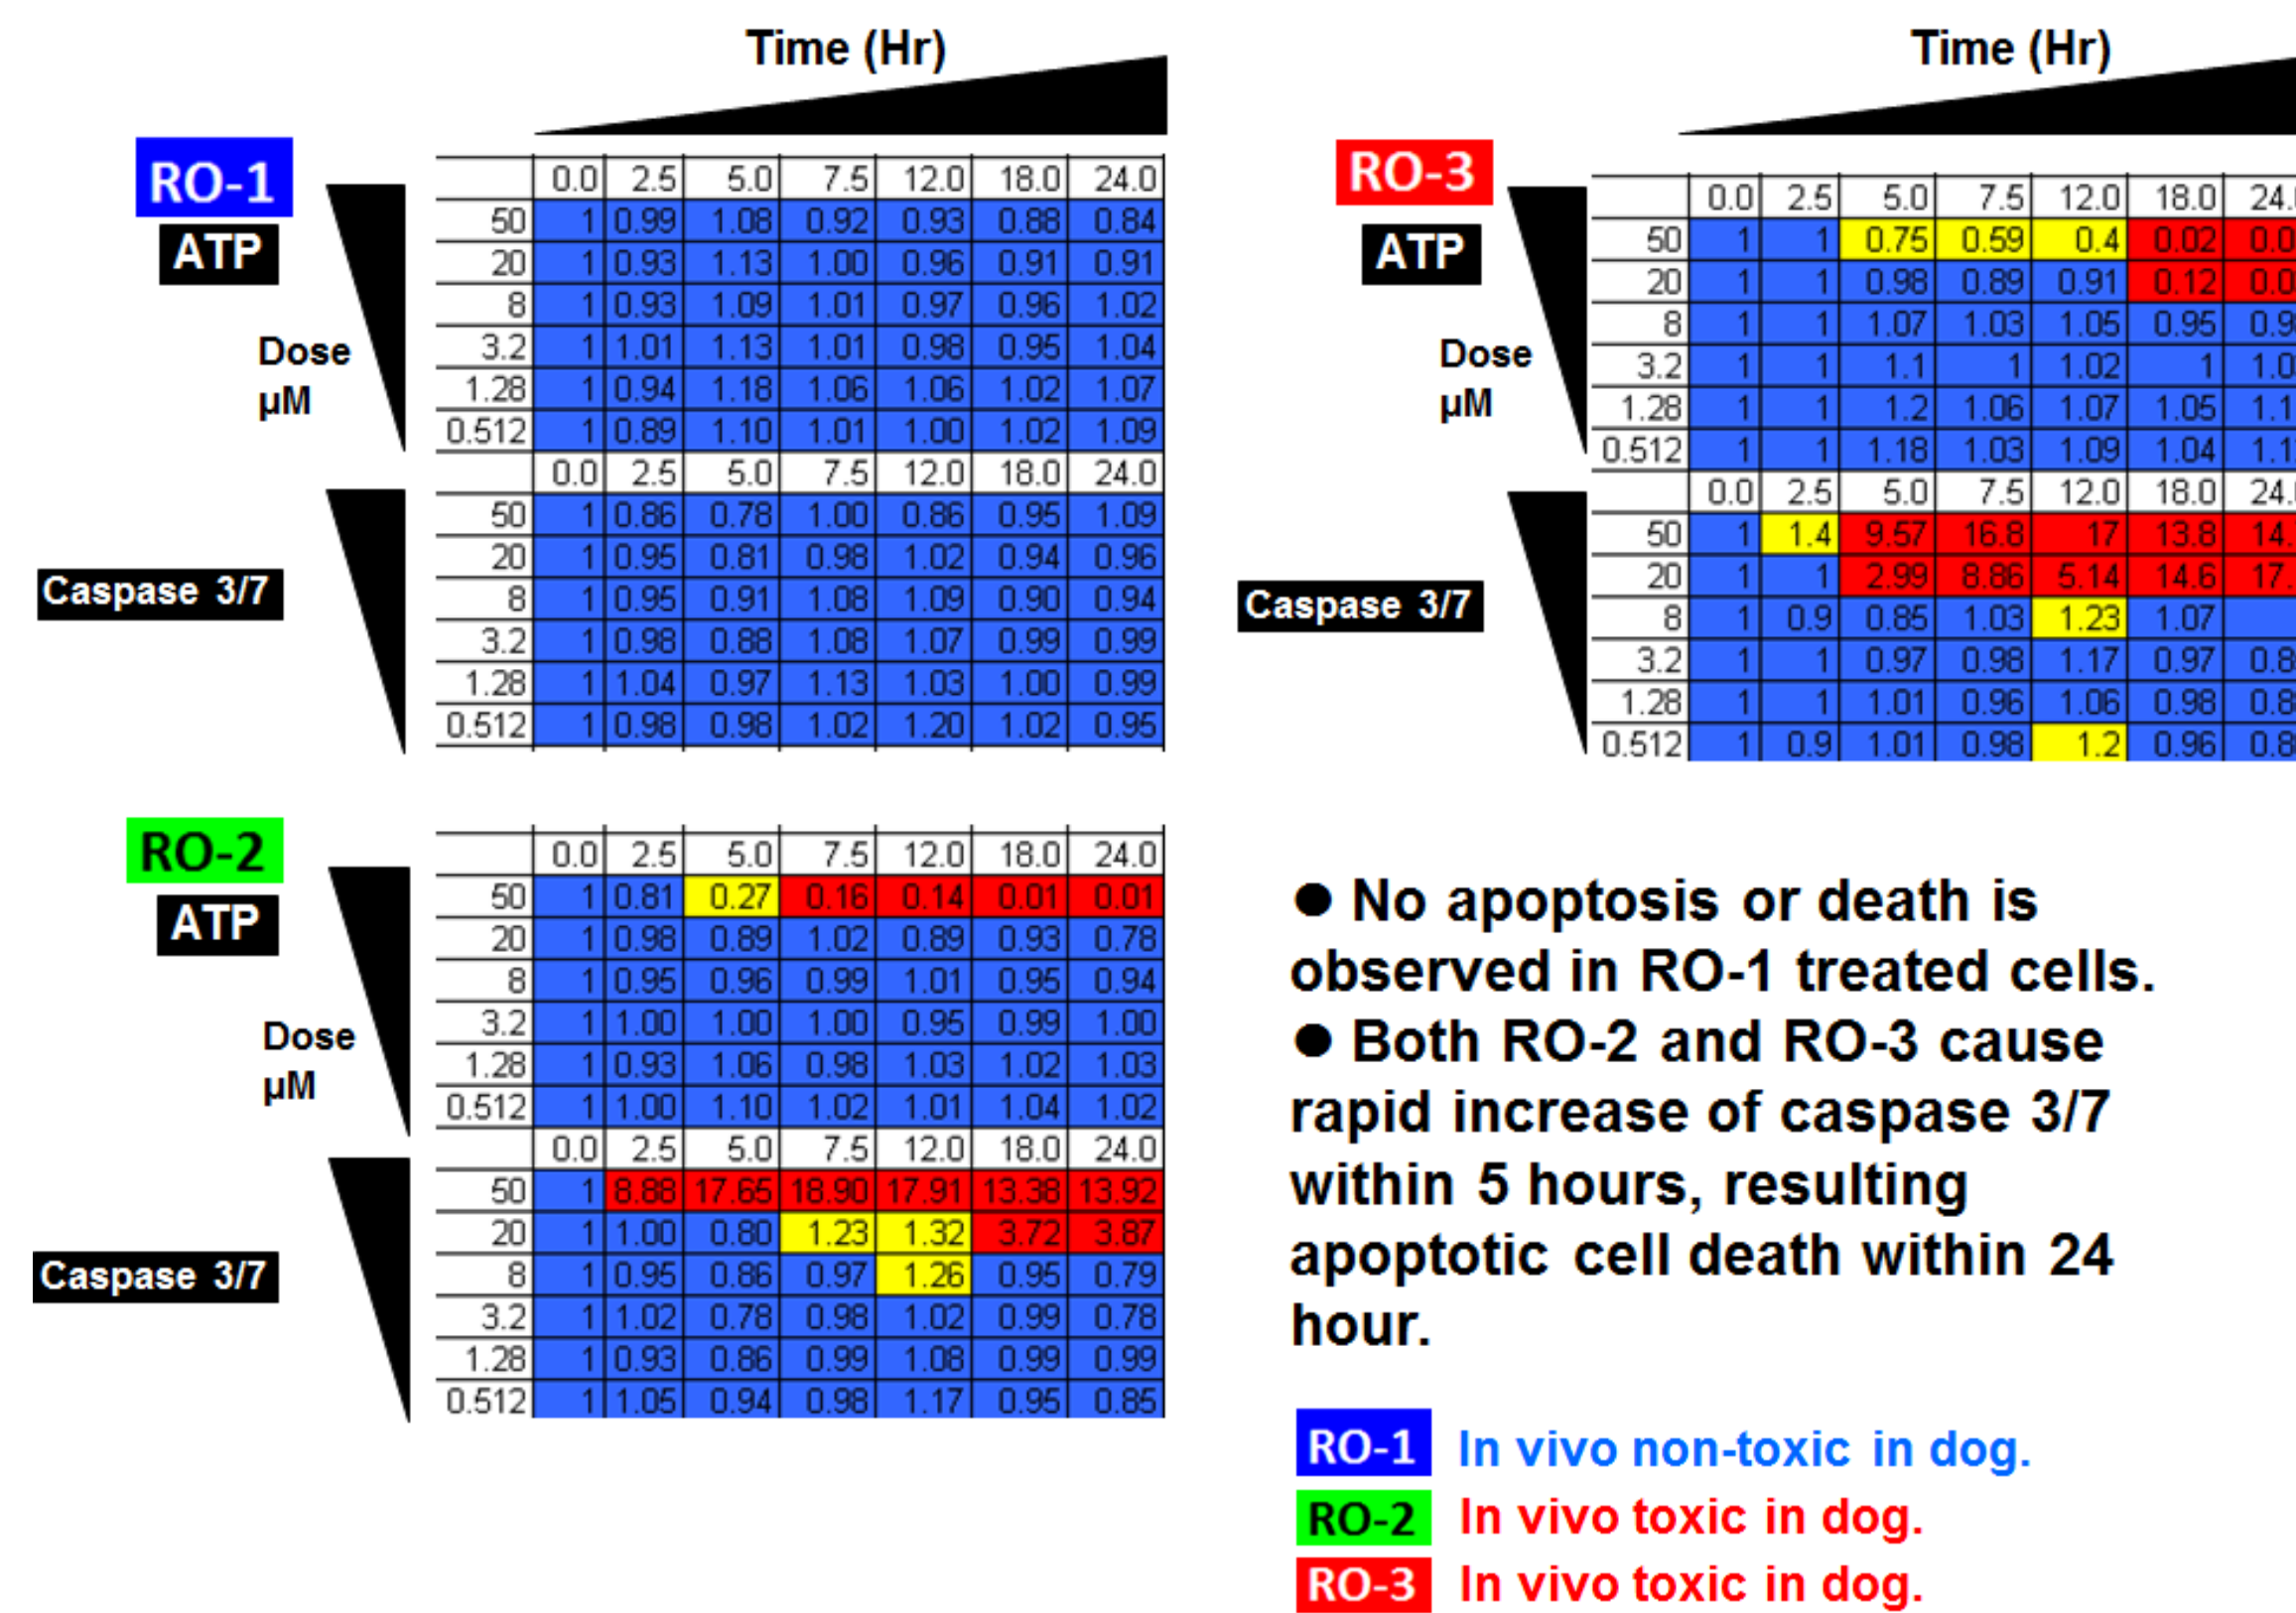 Time (Hr)
RO-1
ATP
Dose
µM
0.0 2.5 5.0 7.5 12.0 18.0 24.0
50 1 0.99 1.08 0.92 0.93 0.88 0.84
20 1 0.93 1.13 1.00 0.96 0.91 0.91
8 1 0.93 1.09 1.01 0.97 0.96 1.02
3.2 1 1.01 1.13 1.01 0.98 0.95 1.04
1.28 1 0.94 1.18 1.06 1.06 1.02 1.07
0.512 1 0.89 1.10 1.01 1.00 1.02 1.09
Caspase 3/7
0.0 2.5 5.0 7.5 12.0 18.0 24.0
50 1 0.86 0.78 1.00 0.86 0.95 1.09
20 1 0.95 0.81 0.98 1.02 0.94 0.96
8 1 0.95 0.91 1.08 1.09 0.90 0.94
3.2 1 0.98 0.88 1.08 1.07 0.99 0.99
1.28 1 1.04 0.97 1.13 1.03 1.00 0.99
0.512 1 0.98 0.98 1.02 1.20 1.02 0.95
RO-2
ATP
Dose
µM
0.0 2.5 5.0 7.5 12.0 18.0 24.0
50 1 0.81 0.27 0.16 0.14 0.01 0.01
20 1 0.98 0.89 1.02 0.89 0.93 0.78
8 1 0.95 0.96 0.99 1.01 0.95 0.94
3.2 1 1.00 1.00 1.00 0.95 0.99 1.00
1.28 1 0.93 1.06 0.98 1.03 1.02 1.03
0.512 1 1.00 1.10 1.02 1.01 1.04 1.02
Caspase 3/7
0.0 2.5 5.0 7.5 12.0 18.0 24.0
50 1 8.88 17.65 18.90 17.91 13.38 13.92
20 1 1.00 0.80 1.23 1.32 3.72 3.87
8 1 0.95 0.86 0.97 1.26 0.95 0.79
3.2 1 1.02 0.78 0.98 1.02 0.99 0.78
1.28 1 0.93 0.86 0.99 1.08 0.99 0.99
0.512 1 1.05 0.94 0.98 1.17 0.95 0.85
Time (Hr)
RO-3
ATP
Dose
µM
0.0 2.5 5.0 7.5 12.0 18.0
50 1 1 0.75 0.59 0.4 0.02
20 1 1 0.98 0.89 0.91 0.12
8 1 1 1.07 1.03 1.05 0.95
3.2 1 1 1.1 1 1.02 1
1.28 1 1 1.2 1.06 1.07 1.05
0.512 1 1 1.18 1.03 1.09 1.04
Caspase 3/7
0.0 2.5 5.0 7.5 12.0 18.0
50 1 1.4 9.57 16.8 17 13.8
20 1 1 2.99 8.86 5.14 14.6
8 1 0.9 0.85 1.03 1.23 1.07
3.2 1 1 0.97 0.98 1.17 0.97
1.28 1 1 1.01 0.96 1.06 0.98
0.512 1 0.9 1.01 0.98 1.2 0.96
● No apoptosis or death is
observed in RO-1 treated cells.
● Both RO-2 and RO-3 cause
rapid increase of caspase 3/7
within 5 hours, resulting
apoptotic cell death within 24
hour.
RO-1 In vivo non-toxic in dog.
RO-2 In vivo toxic in dog.
RO-3 In vivo toxic in dog.